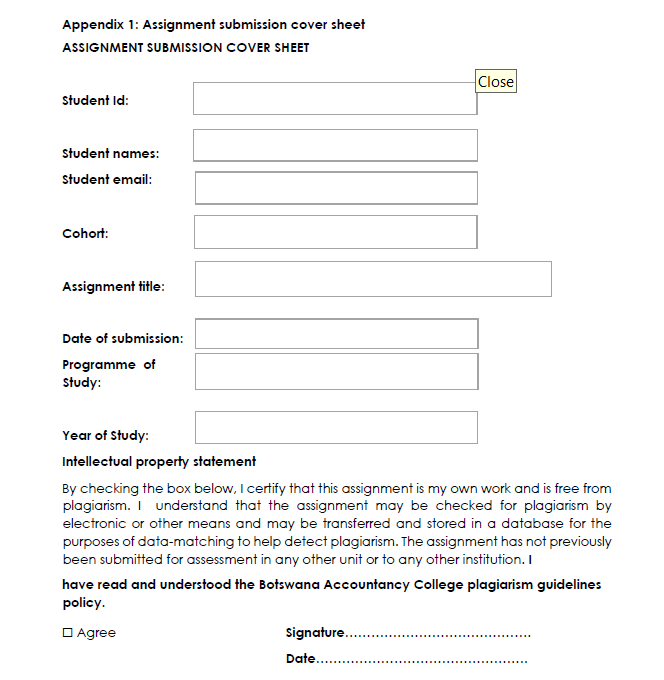 Appendix 1: Assignment submission cover sheet
ASSIGNMENT SUBMISSION COVER SHEET
Close
Student Id:
Student names:
Student email:
Cohort:
Assignment title:
Date of submission:
Programme of
Study:
Year of Study:
Intellectual property statement
By checking the box below, I certify that this assignment is my own work and is free from
plagiarism. I understand that the assignment may be checked for plagiarism by
electronic or other means and may be transferred and stored in a database for the
purposes of data-matching to help detect plagiarism. The assignment has not previously
been submitted for assessment in any other unit or to any other institution. I
have read and understood the Botswana Accountancy College plagiarism guidelines
policy.
☐ Agree Signature...........................................
Date.................................................